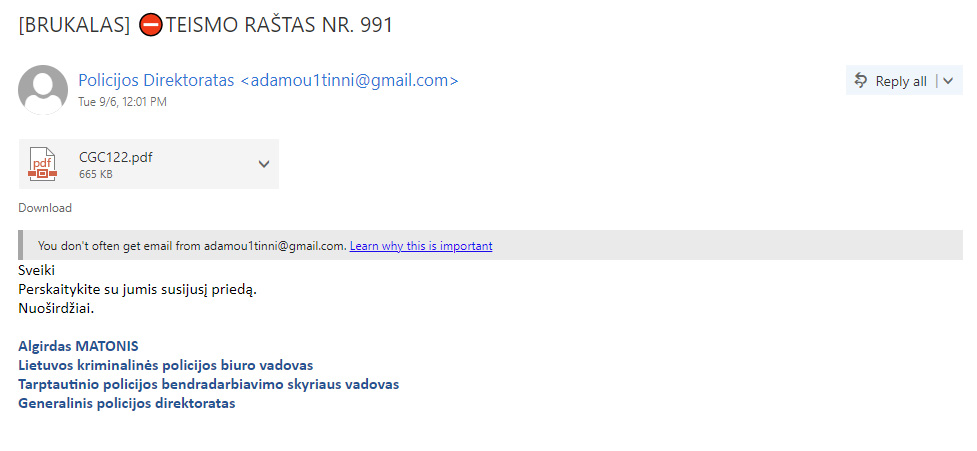 [BRUKALAS] ⛔TEISMO RAŠTAS NR. 991
Policijos Direktoratas <adamou1tinni@gmail.com>
Tue 9/6, 12:01 PM
Reply all
pdf
CGC122.pdf
665 KB
Download
You don't often get email from adamou1tinni@gmail.com. Learn why this is important
Sveiki
Perskaitykite su jumis susijusį priedą.
Nuoširdžiai.
Algirdas MATONIS
Lietuvos kriminalinės policijos biuro vadovas
Tarptautinio policijos bendradarbiavimo skyriaus vadovas
Generalinis policijos direktoratas